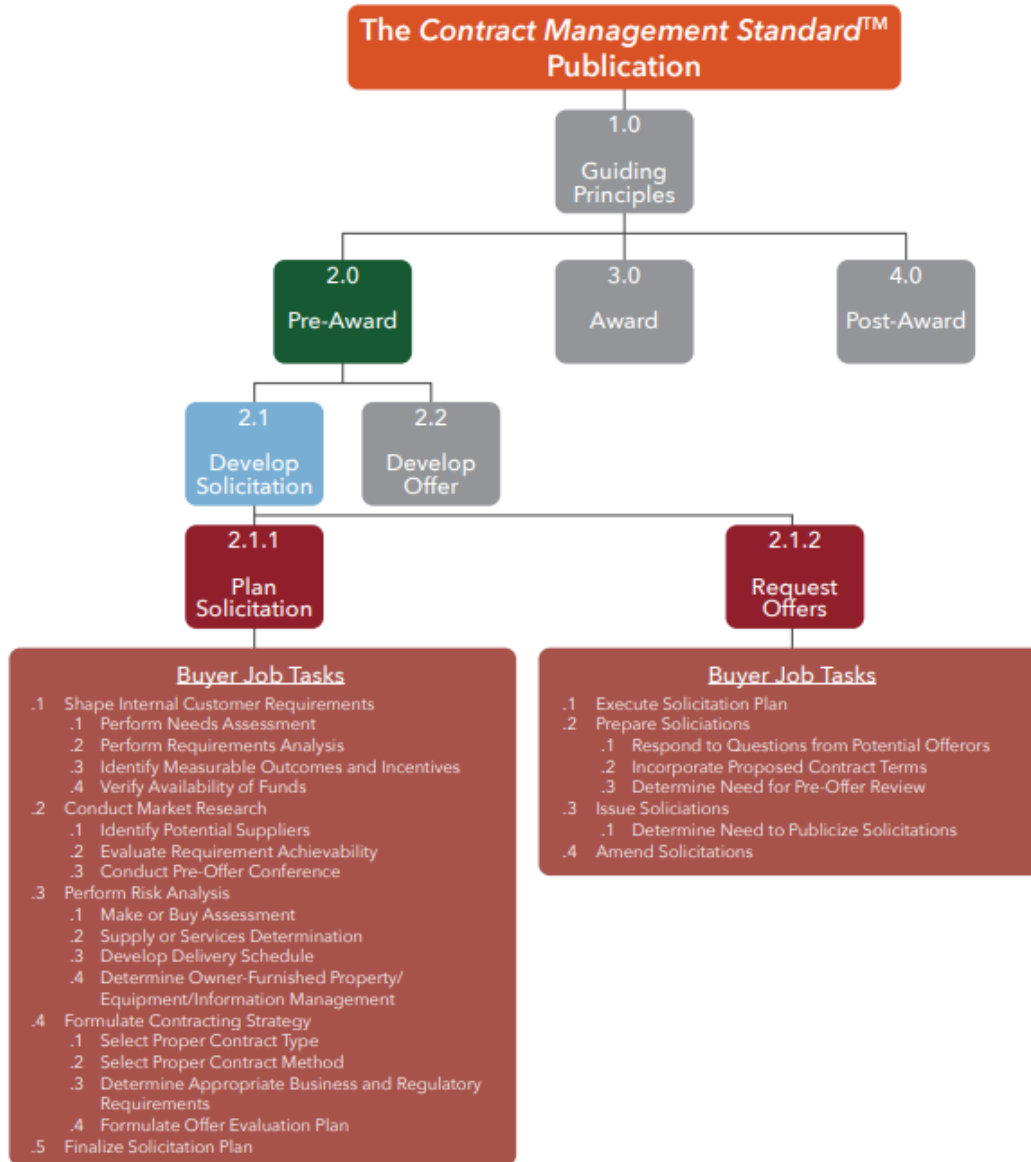 The Contract Management Standard™
Publication
1.0
Guiding
Principles
2.0
Pre-Award
3.0
Award
4.0
Post-Award
2.1
Develop
Solicitation
2.2
Develop
Offer
2.1.1
Plan
Solicitation
2.1.2
Request
Offers
Buyer Job Tasks
.1 Shape Internal Customer Requirements
.1 Perform Needs Assessment
.2 Perform Requirements Analysis
.3 Identify Measurable Outcomes and Incentives
.4 Verify Availability of Funds
.2 Conduct Market Research
.1 Identify Potential Suppliers
.2 Evaluate Requirement Achievability
.3 Conduct Pre-Offer Conference
.3 Perform Risk Analysis
.1 Make or Buy Assessment
.2 Supply or Services Determination
.3 Develop Delivery Schedule
.4 Determine Owner-Furnished Property/
Equipment/Information Management
.4 Formulate Contracting Strategy
.1 Select Proper Contract Type
.2 Select Proper Contract Method
.3 Determine Appropriate Business and Regulatory
Requirements
.4 Formulate Offer Evaluation Plan
.5 Finalize Solicitation Plan
Buyer Job Tasks
.1 Execute Solicitation Plan
.2 Prepare Soliciations
.1 Respond to Questions from Potential Offerors
.2 Incorporate Proposed Contract Terms
.3 Determine Need for Pre-Offer Review
.3 Issue Soliciations
.1 Determine Need to Publicize Solicitations
.4 Amend Solicitations